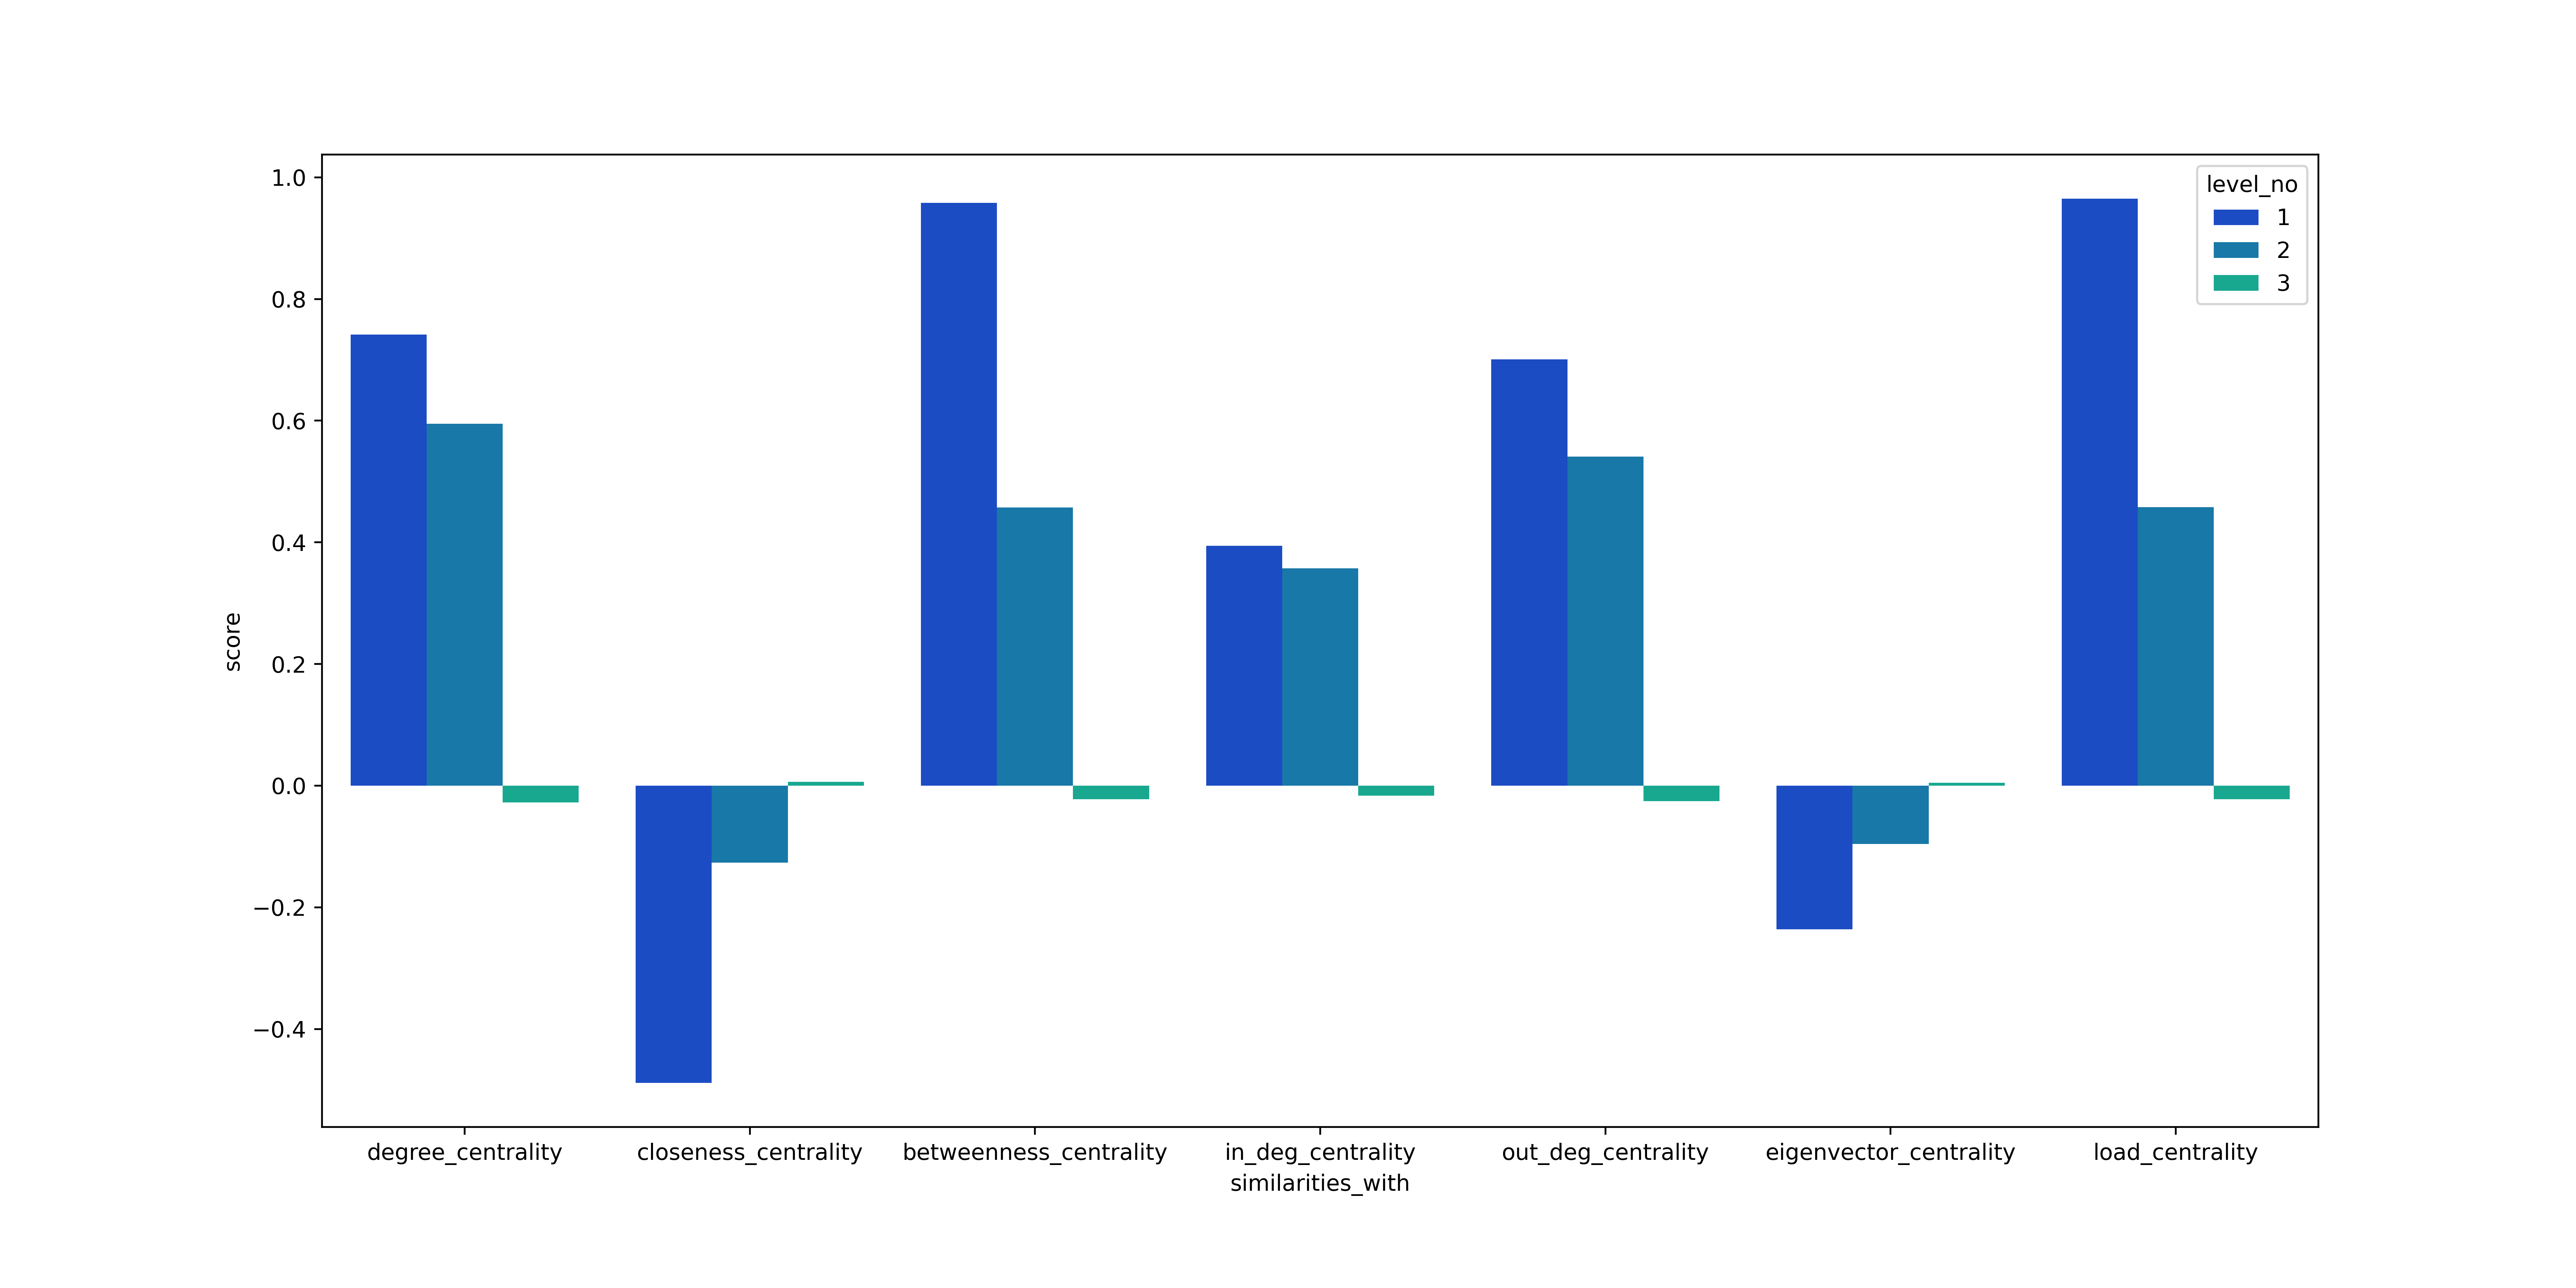 level_no
1
2
3
1.0
0.8
0.6
0.4
0.2
0.0
−0.2
−0.4
score
degree_centrality closeness_centrality betweenness_centrality in_deg_centrality out_deg_centrality eigenvector_centrality load_centrality
similarities_with